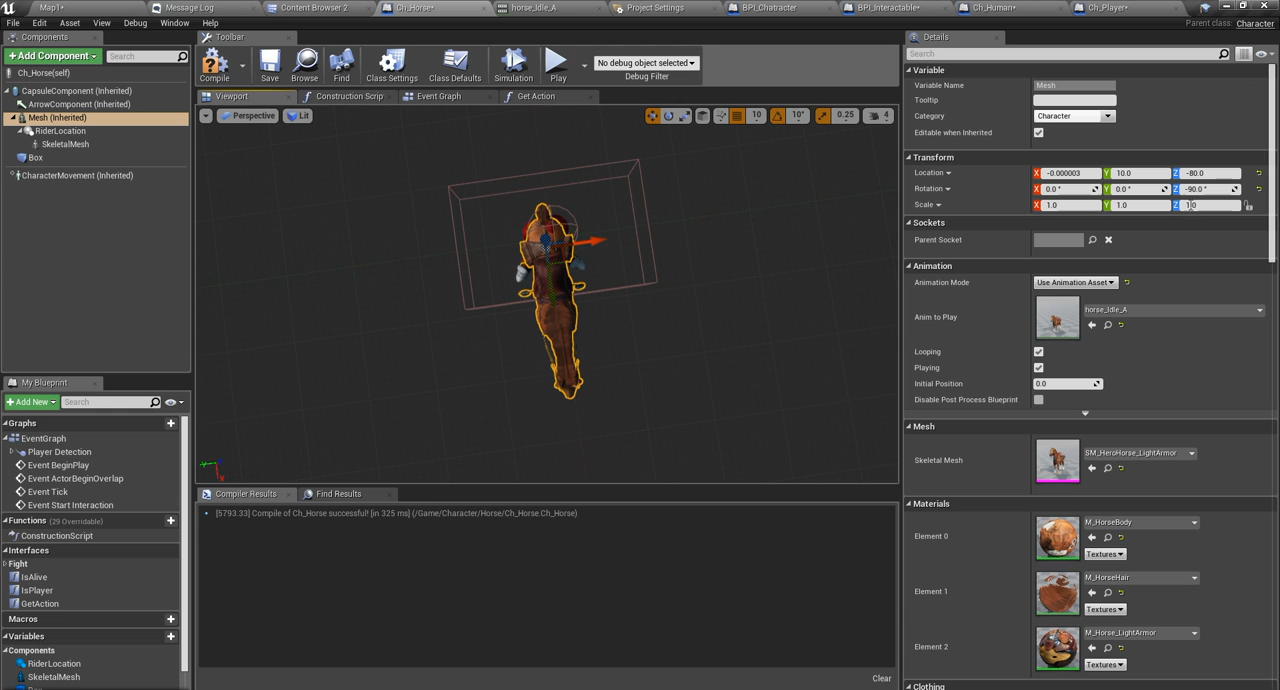 Map1*
Message Log
Content Browser 2
Ch_Horse*
horse_Idle_A
Project Settings
BPI_Chatracter
BPI_Interactable*
Ch_Human*
Ch_Player*
File
Edit
Asset
View
Debug
Window
Help
Parent class: Character
Components
+ Add Component
Search
Ch_Horse(self)
CapsuleComponent (Inherited)
ArrowComponent (Inherited)
Mesh (Inherited)
RiderLocation
SkeletalMesh
Box
CharacterMovement (Inherited)
Toolbar
Compile
Save
Browse
Find
Class Settings
Class Defaults
Simulation
Play
No debug object selected
Debug Filter
Viewport
Construction Scrip
Event Graph
Get Action
Perspective
Lit
10
10°
0.25
4
My Blueprint
+ Add New
Search
Graphs
EventGraph
Player Detection
Event BeginPlay
Event ActorBeginOverlap
Event Tick
Event Start Interaction
Functions (29 Overridable)
ConstructionScript
Interfaces
Fight
IsAlive
IsPlayer
GetAction
Macros
Variables
Components
RiderLocation
SkeletalMesh
Compiler Results
Find Results
[5793.33] Compile of Ch_Horse successful! [in 325 ms] (/Game/Character/Horse/Ch_Horse.Ch_Horse)
Clear
Details
Search
Variable
Variable Name
Mesh
Tooltip
Category
Character
Editable when Inherited
Transform
Location
X -0.000003
Y 10.0
Z -80.0
Rotation
X 0.0 °
Y 0.0 °
Z -90.0 °
Scale
X 1.0
Y 1.0
Z 1.0
Sockets
Parent Socket
Animation
Animation Mode
Use Animation Asset
Anim to Play
horse_Idle_A
Looping
Playing
Initial Position
0.0
Disable Post Process Blueprint
Mesh
Skeletal Mesh
SM_HeroHorse_LightArmor
Materials
Element 0
M_HorseBody
Textures
Element 1
M_HorseHair
Textures
Element 2
M_Horse_LightArmor
Textures
Clothing